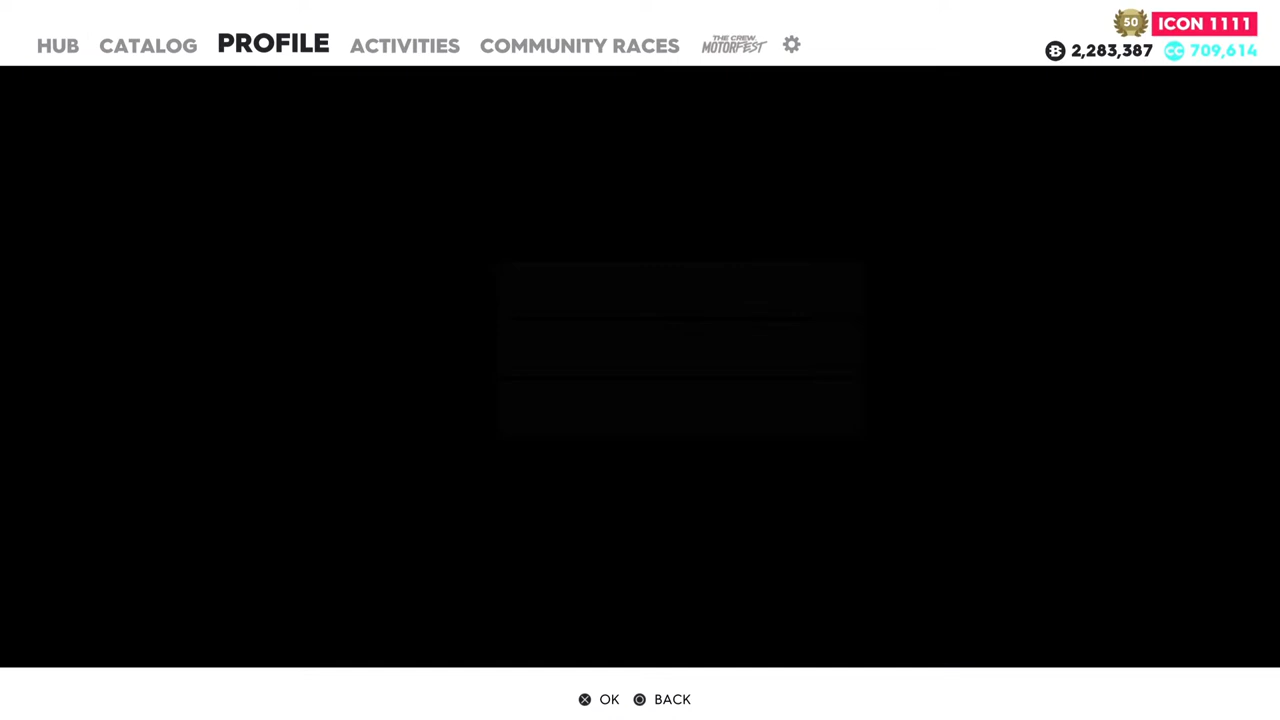 HUB CATALOG PROFILE ACTIVITIES COMMUNITY RACES THE CREW MOTORFEST
50 ICON 1111
2,283,387 CC 709,614
OK BACK